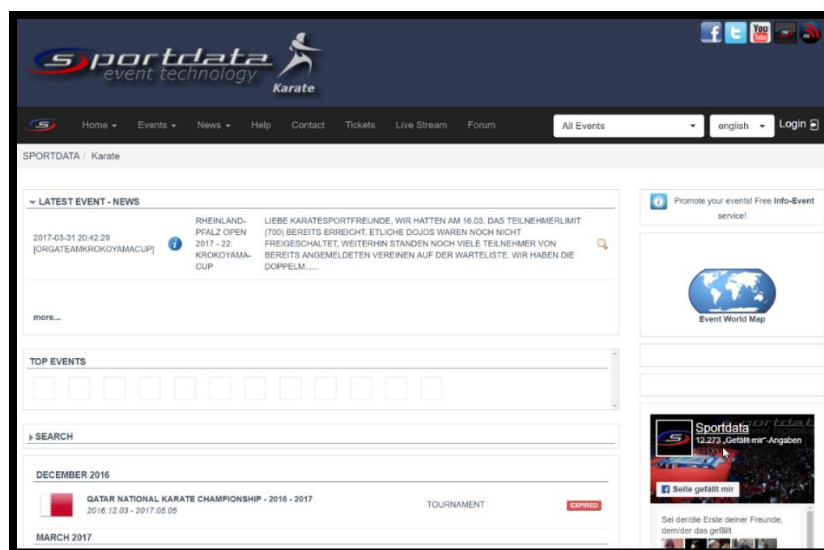 sportdata
event technology
Karate
You
Tube
Home Events News Help Contact Tickets Live Stream Forum All Events english Login
SPORTDATA / Karate
LATEST EVENT - NEWS
2017-03-31 20:42:29
[ORGATEAMKROKOYAMACUP]
RHEINLAND-
PFALZ OPEN
2017 - 22.
KROKOYAMA-
CUP
LIEBE KARATESPORTFREUNDE, WIR HATTEN AM 16.03. DAS TEILNEHMERLIMIT
(700) BEREITS ERREICHT. ETLICHE DOJOS WAREN NOCH NICHT
FREIGESCHALTET, WEITERHIN STANDEN NOCH VIELE TEILNEHMER VON
BEREITS ANGEMELDETEN VEREINEN AUF DER WARTELISTE. WIR HABEN DIE
DOPPELM......
more...
TOP EVENTS
SEARCH
DECEMBER 2016
QATAR NATIONAL KARATE CHAMPIONSHIP - 2016 - 2017
2016.12.03 - 2017.05.05
TOURNAMENT
EXPIRED
MARCH 2017
Promote your events! Free Info-Event
service!
Event World Map
Sportdata
12.273 „Gefällt mir“-Angaben
Seite gefällt mir
Sei der/die Erste deiner Freunde,
dem/der das gefällt